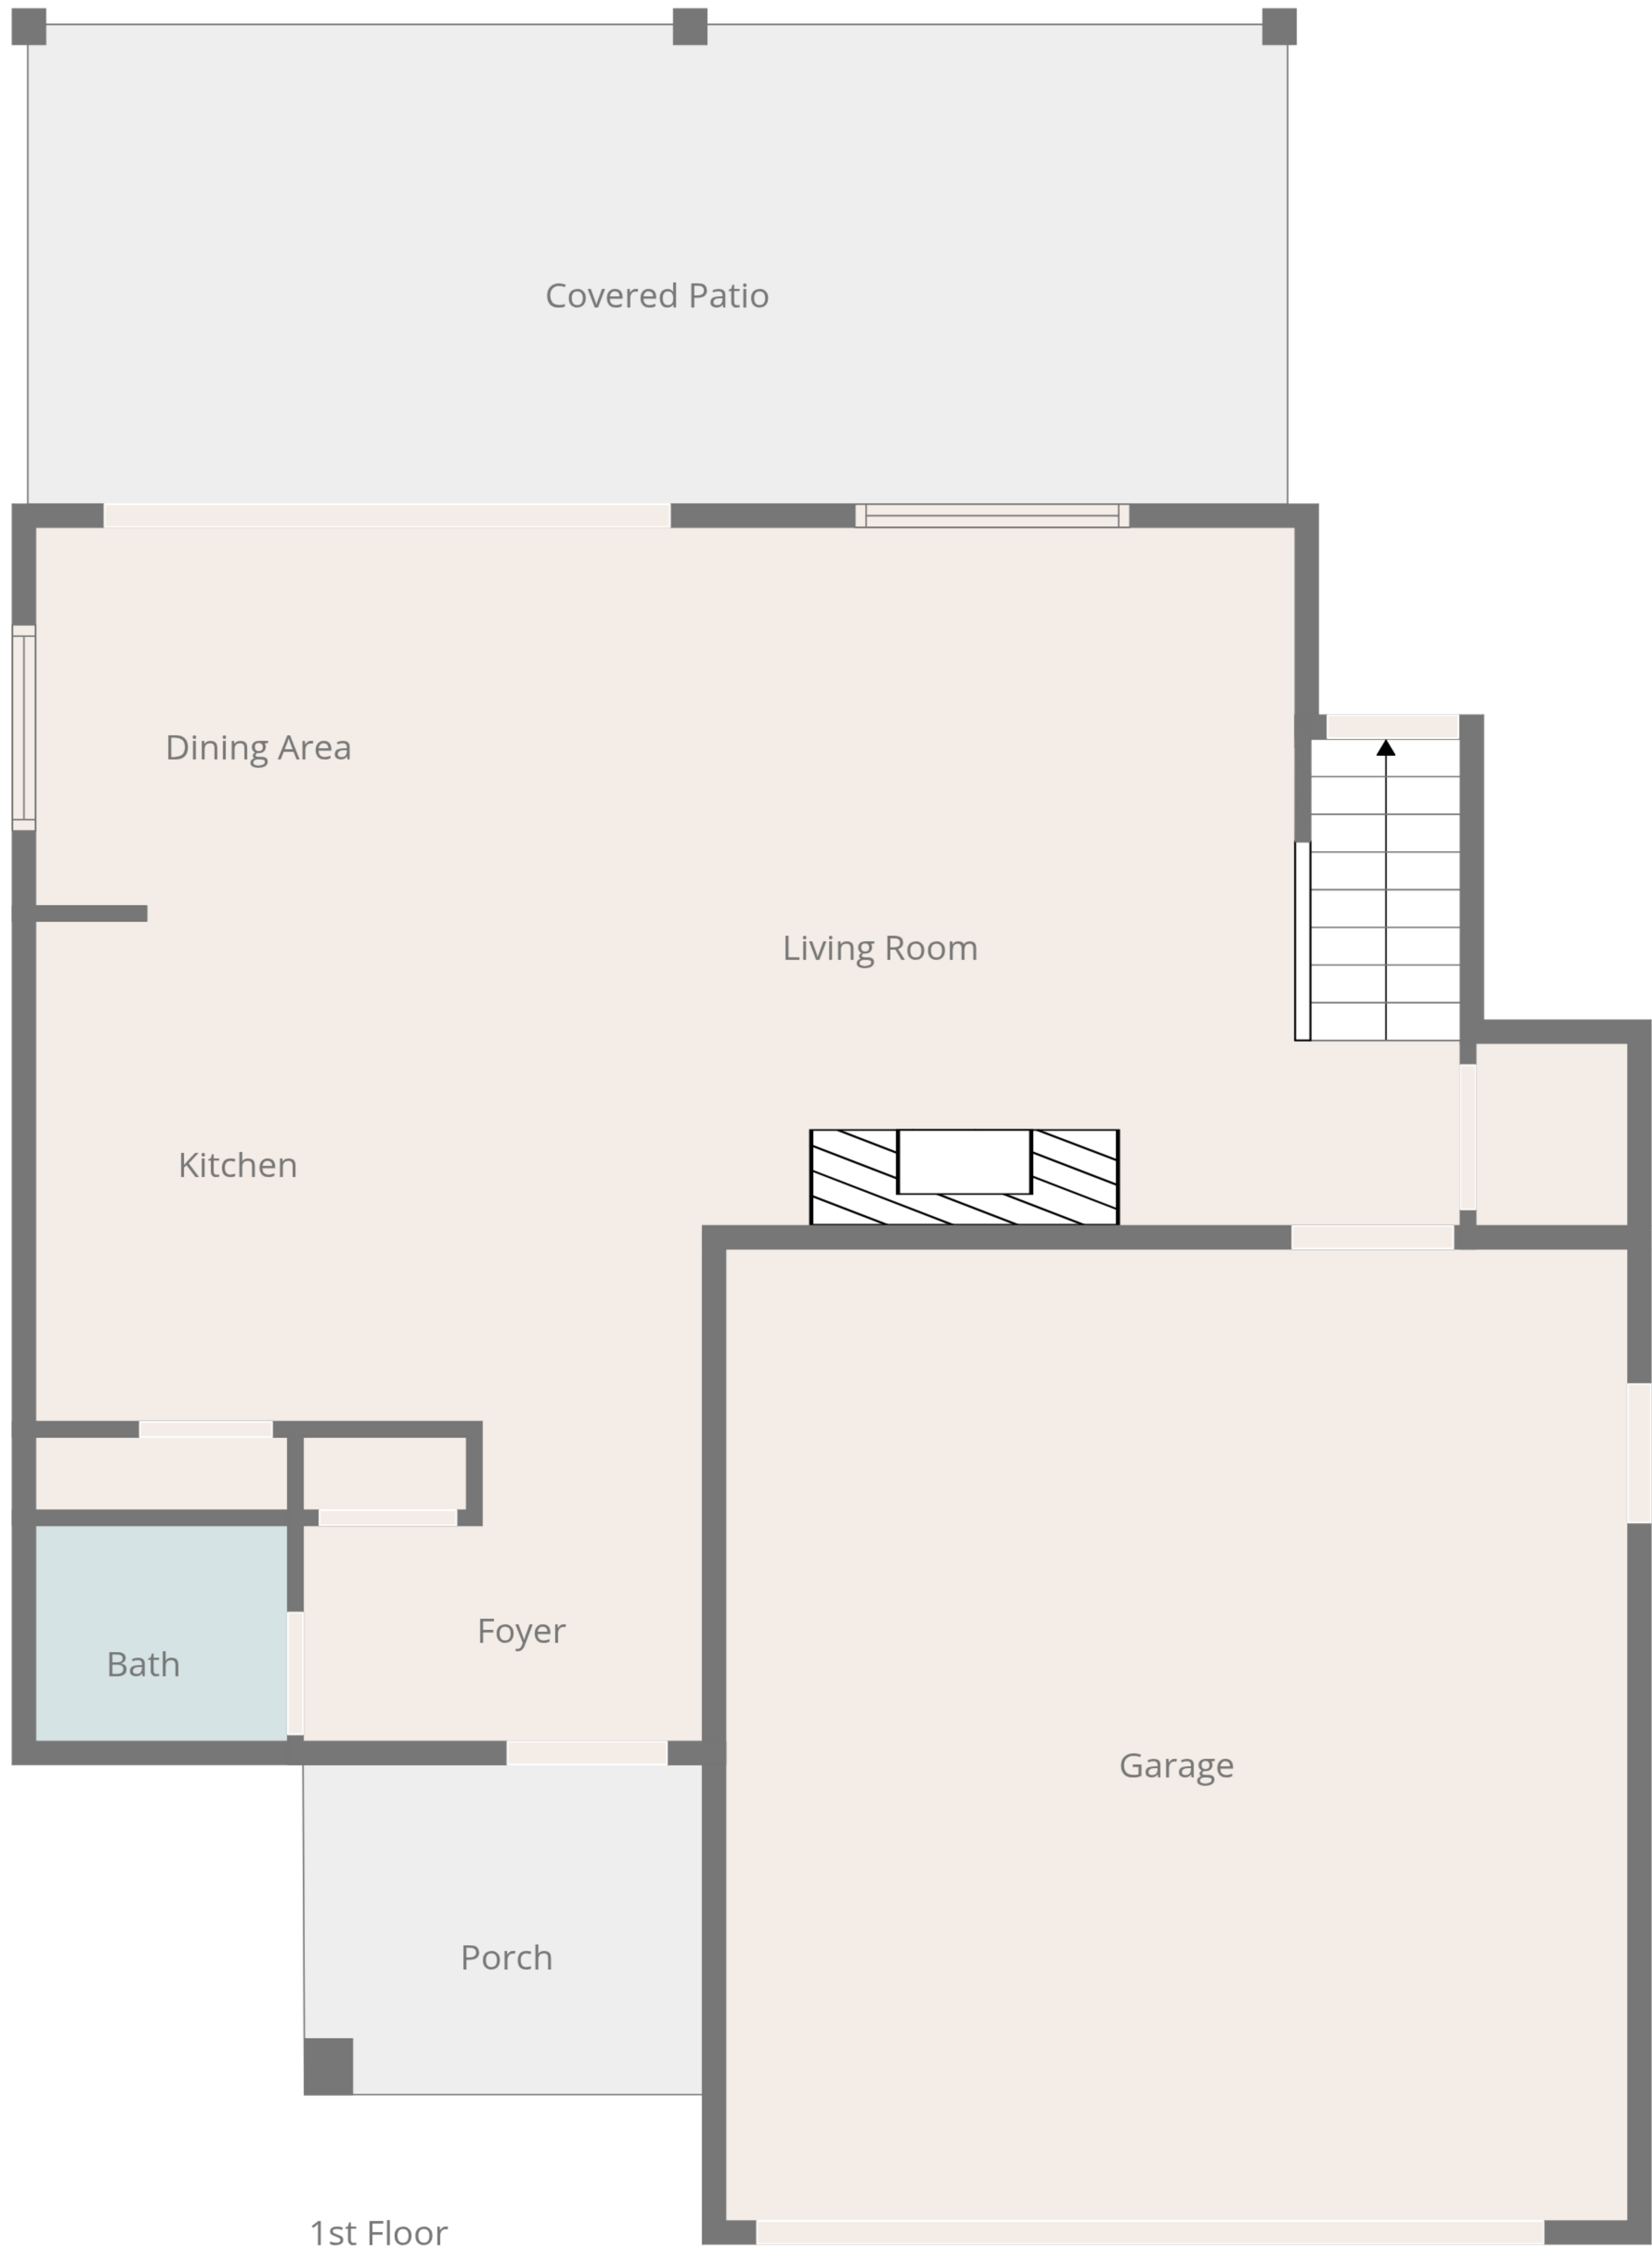 Covered Patio
Dining Area
Living Room
Kitchen
Foyer
Bath
Garage
Porch
1st Floor